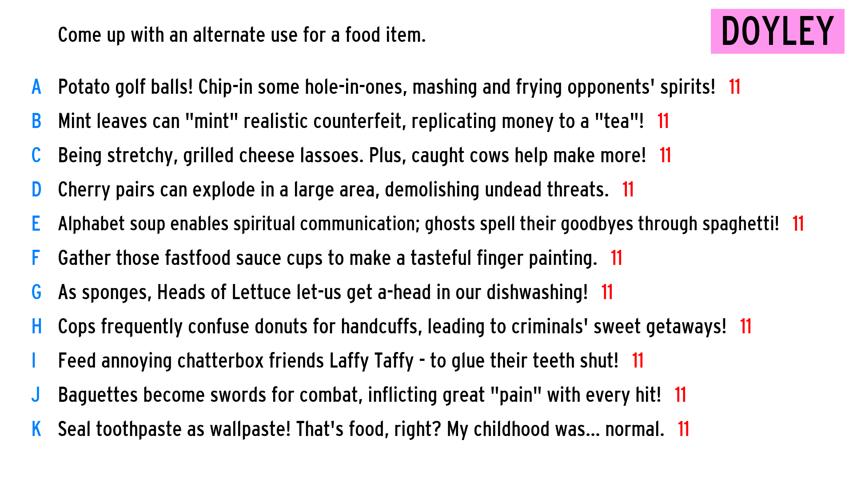 Come up with an alternate use for a food item.
DOYLEY
A Potato golf balls! Chip-in some hole-in-ones, mashing and frying opponents' spirits! 11
B Mint leaves can "mint" realistic counterfeit, replicating money to a "tea"! 11
C Being stretchy, grilled cheese lassoes. Plus, caught cows help make more! 11
D Cherry pairs can explode in a large area, demolishing undead threats. 11
E Alphabet soup enables spiritual communication; ghosts spell their goodbyes through spaghetti! 11
F Gather those fastfood sauce cups to make a tasteful finger painting. 11
G As sponges, Heads of Lettuce let-us get a-head in our dishwashing! 11
H Cops frequently confuse donuts for handcuffs, leading to criminals' sweet getaways! 11
I Feed annoying chatterbox friends Laffy Taffy - to glue their teeth shut! 11
J Baguettes become swords for combat, inflicting great "pain" with every hit! 11
K Seal toothpaste as wallpaste! That's food, right? My childhood was... normal. 11